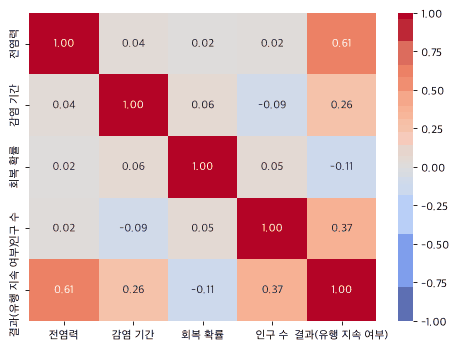 전염력 1.00 0.04 0.02 0.02 0.61
감염 기간 0.04 1.00 0.06 -0.09 0.26
회복 확률 0.02 0.06 1.00 0.05 -0.11
인구 수 0.02 -0.09 0.05 1.00 0.37
결과(유행 지속 여부) 0.61 0.26 -0.11 0.37 1.00
전염력 감염 기간 회복 확률 인구 수 결과(유행 지속 여부)
1.00
0.75
0.50
0.25
0.00
-0.25
-0.50
-0.75
-1.00